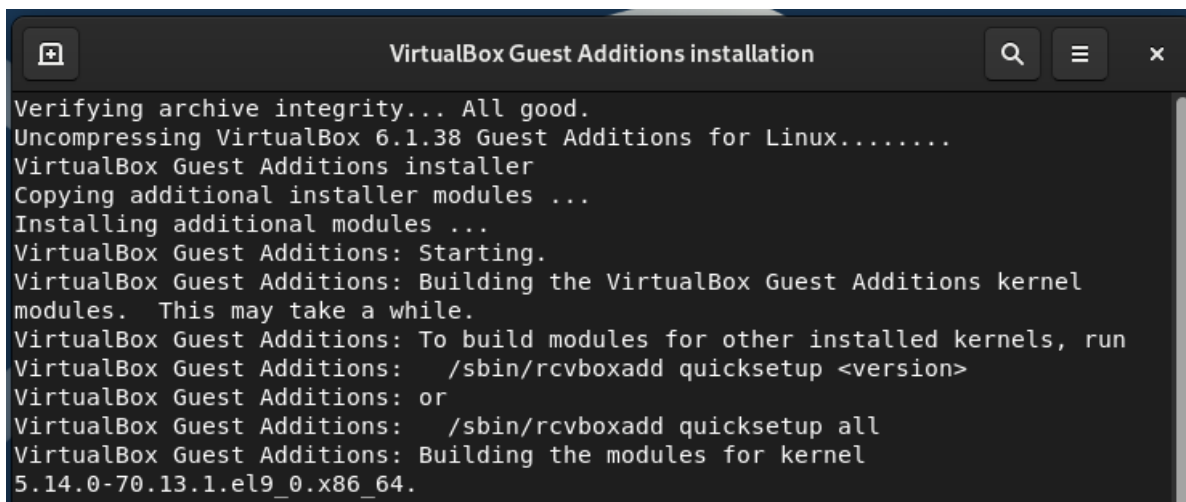 VirtualBox Guest Additions installation
Verifying archive integrity... All good.
Uncompressing VirtualBox 6.1.38 Guest Additions for Linux........
VirtualBox Guest Additions installer
Copying additional installer modules ...
Installing additional modules ...
VirtualBox Guest Additions: Starting.
VirtualBox Guest Additions: Building the VirtualBox Guest Additions kernel
modules.  This may take a while.
VirtualBox Guest Additions: To build modules for other installed kernels, run
VirtualBox Guest Additions:   /sbin/rcvboxadd quicksetup <version>
VirtualBox Guest Additions: or
VirtualBox Guest Additions:   /sbin/rcvboxadd quicksetup all
VirtualBox Guest Additions: Building the modules for kernel
5.14.0-70.13.1.el9_0.x86_64.